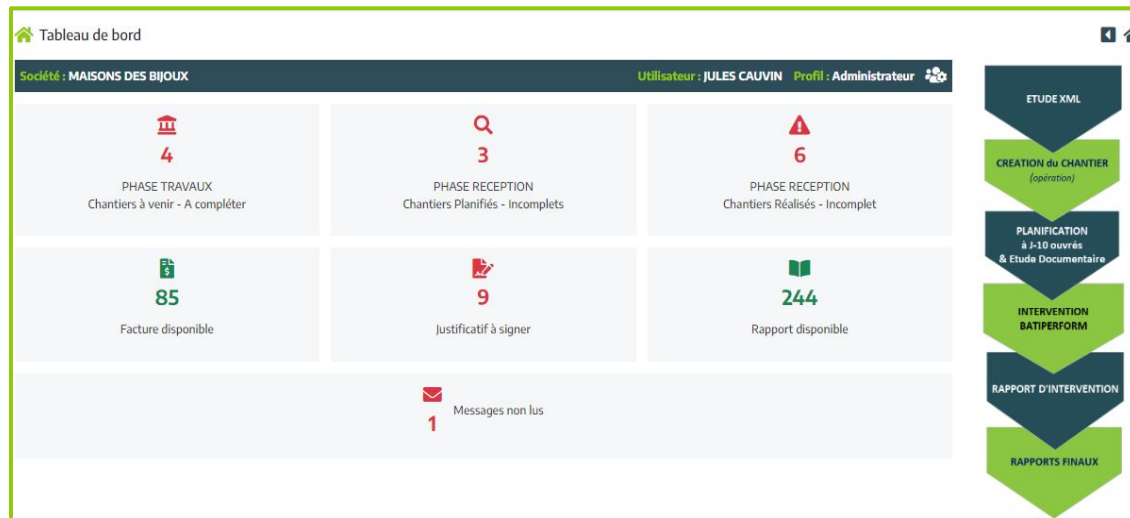 Tableau de bord
Société : MAISONS DES BIJOUX
Utilisateur : JULES CAUVIN Profil : Administrateur
4
PHASE TRAVAUX
Chantiers à venir - A compléter
3
PHASE RECEPTION
Chantiers Planifiés - Incomplets
6
PHASE RECEPTION
Chantiers Réalisés - Incomplet
85
Facture disponible
9
Justificatif à signer
244
Rapport disponible
1
Messages non lus
ETUDE XML
CREATION du CHANTIER
(opération)
PLANIFICATION
à J-10 ouvrés
& Etude Documentaire
INTERVENTION
BATIPERFORM
RAPPORT D'INTERVENTION
RAPPORTS FINAUX